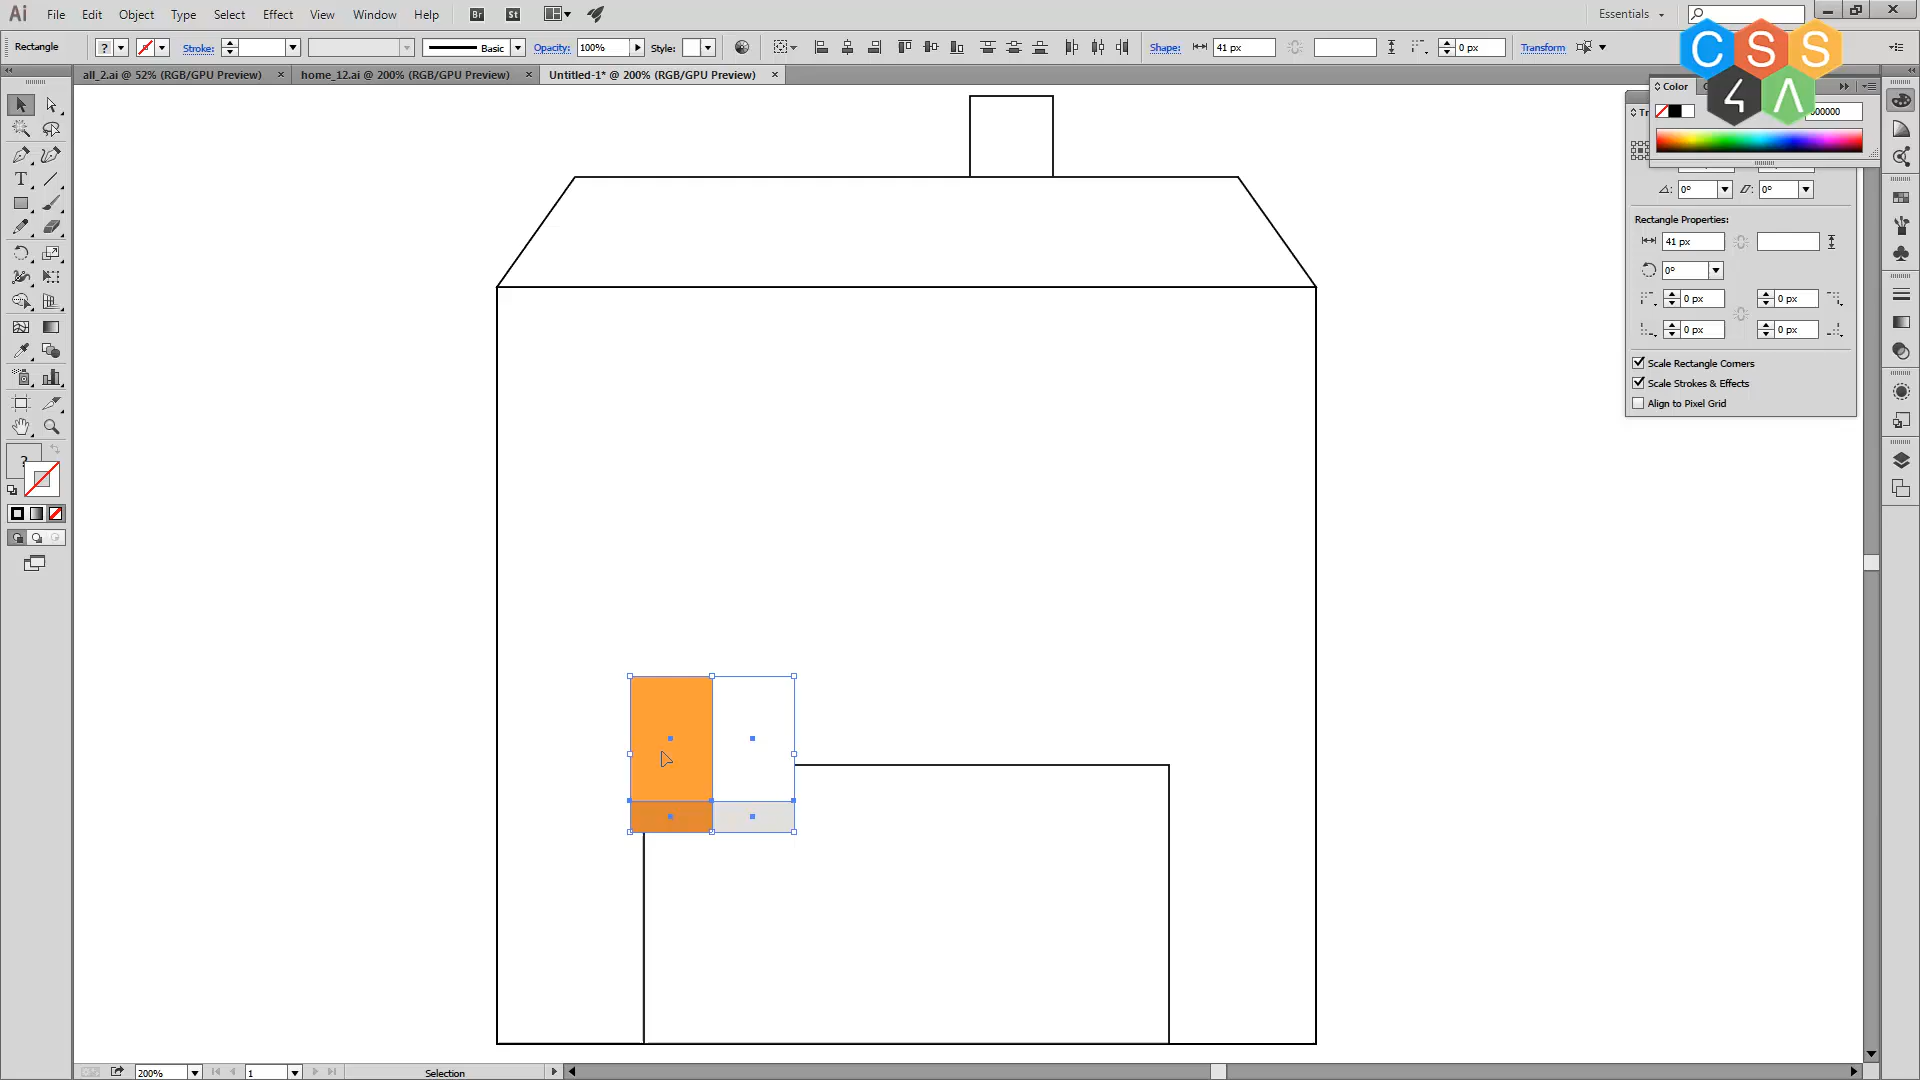 Ai File Edit Object Type Select Effect View Window Help Br St Essentials
Rectangle ? Stroke: Basic Opacity: 100% Style: Shape: 41 px 0 px Transform
all_2.ai @ 52% (RGB/GPU Preview) × home_12.ai @ 200% (RGB/GPU Preview) × Untitled-1* @ 200% (RGB/GPU Preview) ×
CSS
4
Color
000000
Tr
0° 0°
Rectangle Properties:
41 px
0°
0 px 0 px
0 px 0 px
Scale Rectangle Corners
Scale Strokes & Effects
Align to Pixel Grid
T
?
200% 1 Selection